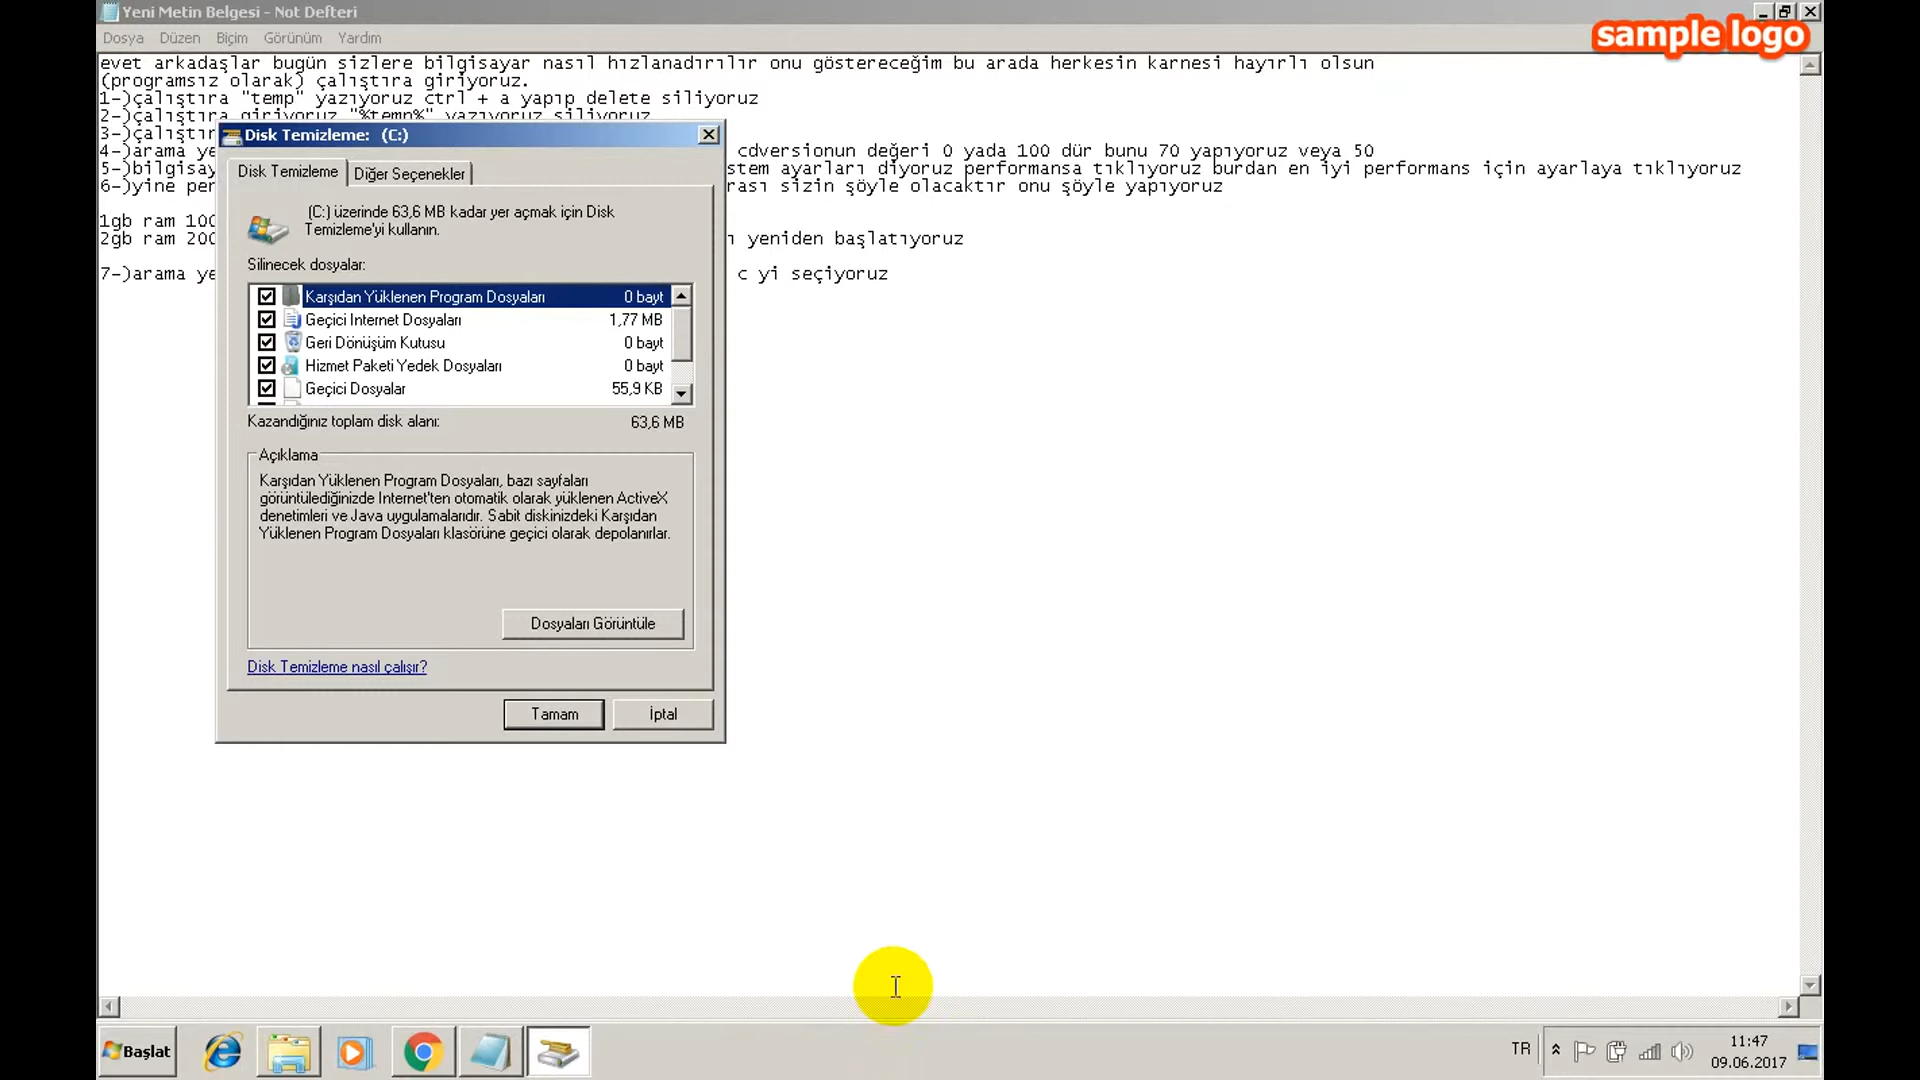 Yeni Metin Belgesi - Not Defteri
Dosya Düzen Biçim Görünüm Yardım
sample logo
evet arkadaşlar bugün sizlere bilgisayar nasıl hızlanadırılır onu göstereceğim bu arada herkesin karnesi hayırlı olsun
(programsız olarak) çalıştıra giriyoruz.
1-)çalıştıra "temp" yazıyoruz ctrl + a yapıp delete siliyoruz
2-)çalıştıra giriyoruz "%temp%" yazıyoruz siliyoruz
3-)çalıştır
4-)arama ye cdversionun değeri 0 yada 100 dür bunu 70 yapıyoruz veya 50
5-)bilgisay stem ayarları diyoruz performansa tıklıyoruz burdan en iyi performans için ayarlaya tıklıyoruz
6-)yine per rası sizin şöyle olacaktır onu şöyle yapıyoruz
1gb ram 100
2gb ram 200 ı yeniden başlatıyoruz
7-)arama ye c yi seçiyoruz
Disk Temizleme: (C:)
Disk Temizleme Diğer Seçenekler
(C:) üzerinde 63,6 MB kadar yer açmak için Disk
Temizleme'yi kullanın.
Silinecek dosyalar:
Karşıdan Yüklenen Program Dosyaları 0 bayt
Geçici Internet Dosyaları 1,77 MB
Geri Dönüşüm Kutusu 0 bayt
Hizmet Paketi Yedek Dosyaları 0 bayt
Geçici Dosyalar 55,9 KB
Kazandığınız toplam disk alanı: 63,6 MB
Açıklama
Karşıdan Yüklenen Program Dosyaları, bazı sayfaları
görüntülediğinizde Internet'ten otomatik olarak yüklenen ActiveX
denetimleri ve Java uygulamalarıdır. Sabit diskinizdeki Karşıdan
Yüklenen Program Dosyaları klasörüne geçici olarak depolanırlar.
Dosyaları Görüntüle
Disk Temizleme nasıl çalışır?
Tamam İptal
Başlat
TR
11:47
09.06.2017